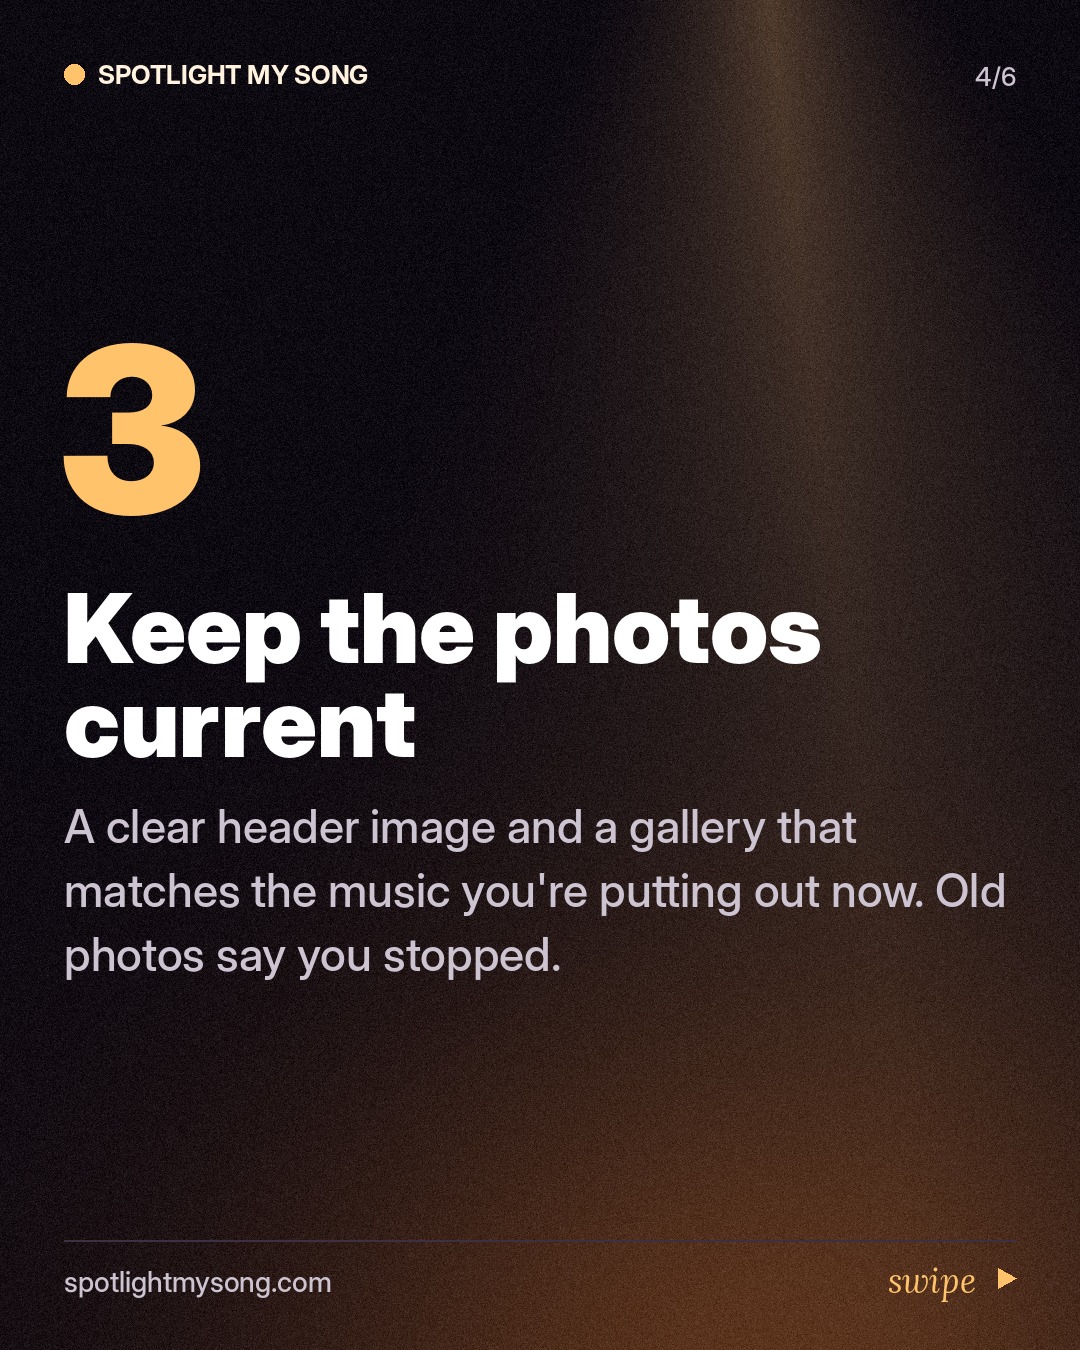 SPOTLIGHT MY SONG
4/6
3
Keep the photos
current
A clear header image and a gallery that
matches the music you're putting out now. Old
photos say you stopped.
spotlightmysong.com
swipe